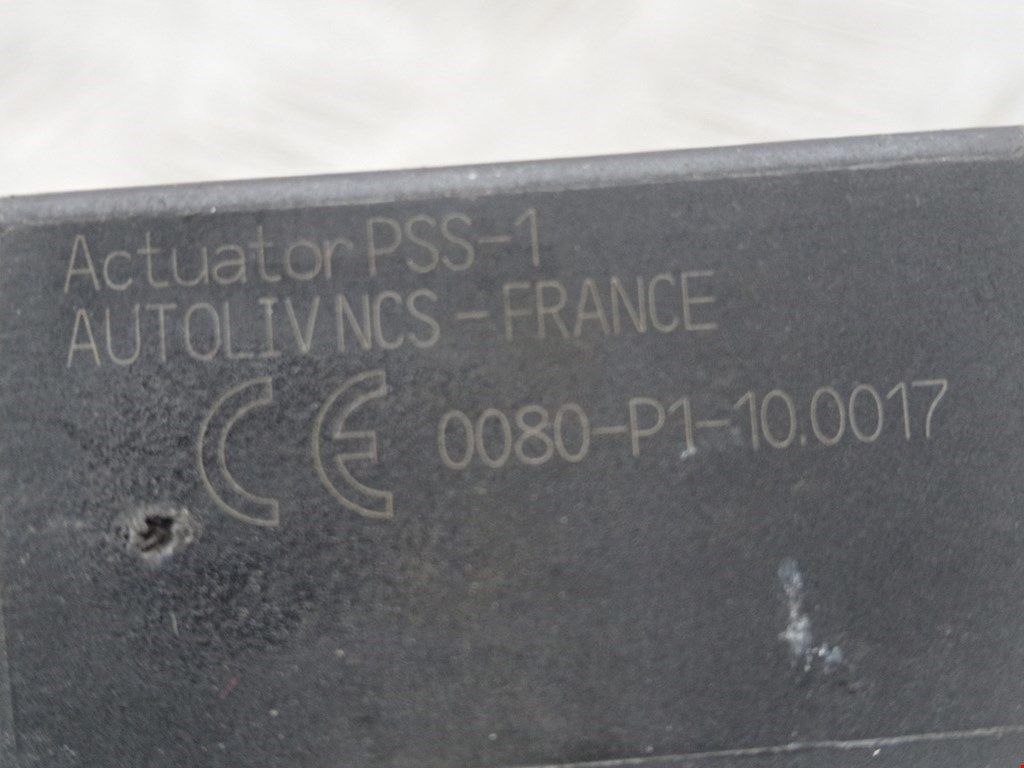 Actuator PSS-1
AUTOLIV NCS - FRANCE
CE 0080-P1-10.0017